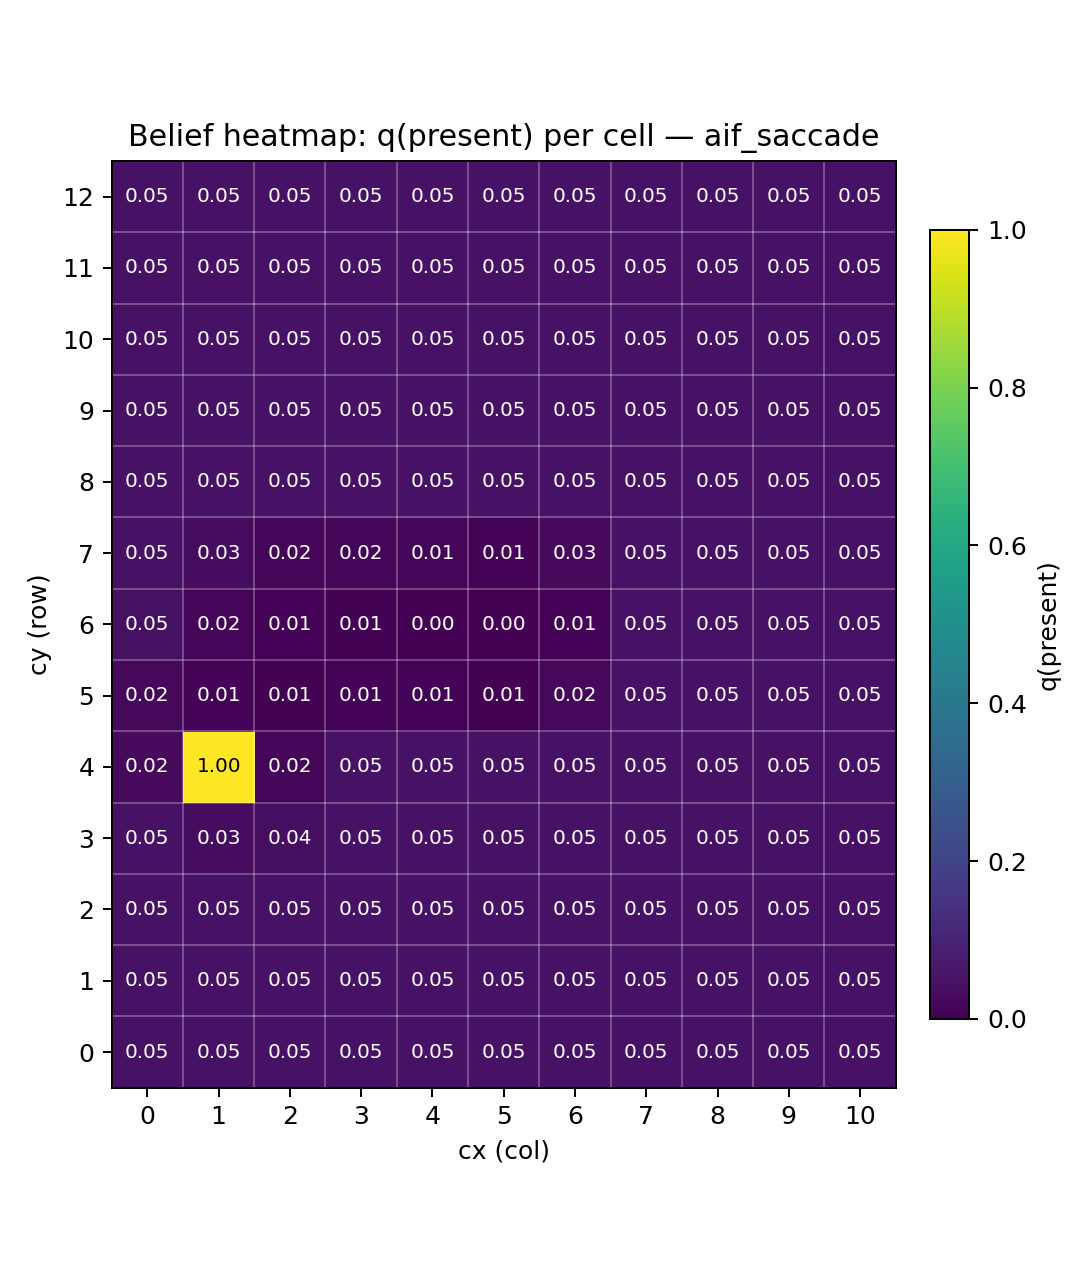 Belief heatmap: q(present) per cell — aif_saccade
12 0.05 0.05 0.05 0.05 0.05 0.05 0.05 0.05 0.05 0.05 0.05
11 0.05 0.05 0.05 0.05 0.05 0.05 0.05 0.05 0.05 0.05 0.05
10 0.05 0.05 0.05 0.05 0.05 0.05 0.05 0.05 0.05 0.05 0.05
9 0.05 0.05 0.05 0.05 0.05 0.05 0.05 0.05 0.05 0.05 0.05
8 0.05 0.05 0.05 0.05 0.05 0.05 0.05 0.05 0.05 0.05 0.05
7 0.05 0.03 0.02 0.02 0.01 0.01 0.03 0.05 0.05 0.05 0.05
6 0.05 0.02 0.01 0.01 0.00 0.00 0.01 0.05 0.05 0.05 0.05
5 0.02 0.01 0.01 0.01 0.01 0.01 0.02 0.05 0.05 0.05 0.05
4 0.02 1.00 0.02 0.05 0.05 0.05 0.05 0.05 0.05 0.05 0.05
3 0.05 0.03 0.04 0.05 0.05 0.05 0.05 0.05 0.05 0.05 0.05
2 0.05 0.05 0.05 0.05 0.05 0.05 0.05 0.05 0.05 0.05 0.05
1 0.05 0.05 0.05 0.05 0.05 0.05 0.05 0.05 0.05 0.05 0.05
0 0.05 0.05 0.05 0.05 0.05 0.05 0.05 0.05 0.05 0.05 0.05
0 1 2 3 4 5 6 7 8 9 10
cx (col)
cy (row)
1.0
0.8
0.6
0.4
0.2
0.0
q(present)